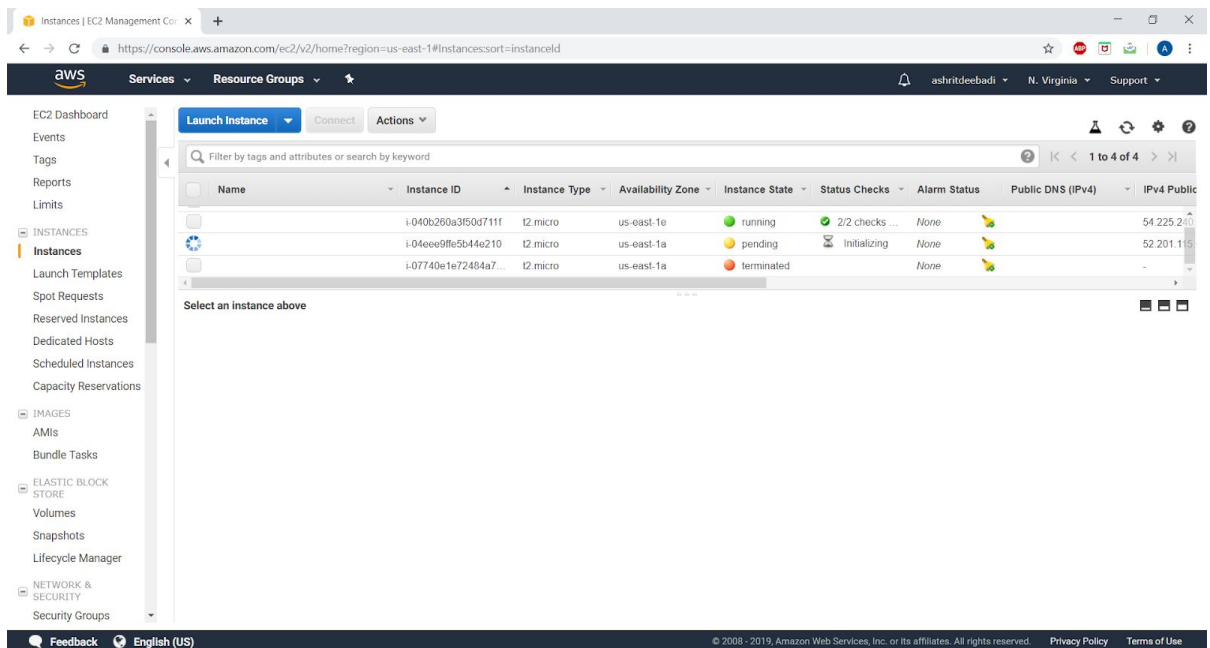 Instances | EC2 Management Cor
https://console.aws.amazon.com/ec2/v2/home?region=us-east-1#Instances:sort=instanceId
ABP
A
aws Services Resource Groups ashritdeebadi N. Virginia Support
EC2 Dashboard
Events
Tags
Reports
Limits
INSTANCES
Instances
Launch Templates
Spot Requests
Reserved Instances
Dedicated Hosts
Scheduled Instances
Capacity Reservations
IMAGES
AMIs
Bundle Tasks
ELASTIC BLOCK
STORE
Volumes
Snapshots
Lifecycle Manager
NETWORK &
SECURITY
Security Groups
Launch Instance Connect Actions
Filter by tags and attributes or search by keyword 1 to 4 of 4
Name Instance ID Instance Type Availability Zone Instance State Status Checks Alarm Status Public DNS (IPv4) IPv4 Public
i-040b260a3f50d711f t2.micro us-east-1e running 2/2 checks ... None 54.225.240
i-04eee9ffe5b44e210 t2.micro us-east-1a pending Initializing None 52.201.115
i-07740e1e72484a7... t2.micro us-east-1a terminated None -
Select an instance above
Feedback English (US) © 2008 - 2019, Amazon Web Services, Inc. or its affiliates. All rights reserved. Privacy Policy Terms of Use